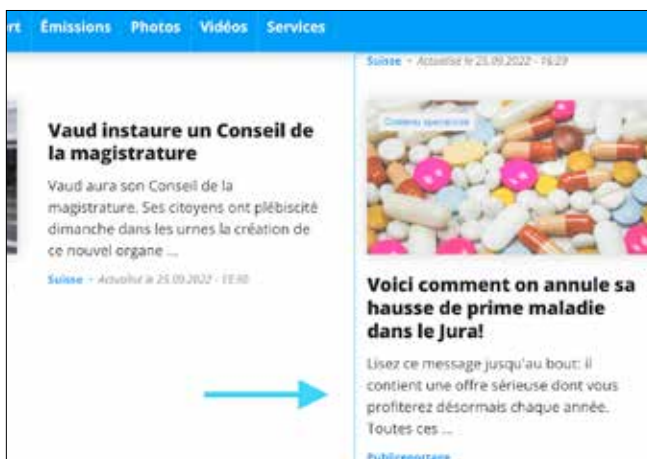 rt Émissions Photos Vidéos Services
Vaud instaure un Conseil de
la magistrature
Vaud aura son Conseil de la
magistrature. Ses citoyens ont plébiscité
dimanche dans les urnes la création de
ce nouvel organe ...
Suisse - Actualisé le 25.09.2022 -
Suisse - Actualisé le 25.09.2022 - 16:29
Contenu sponsorisé
Voici comment on annule sa
hausse de prime maladie
dans le Jura!
Lisez ce message jusqu'au bout: il
contient une offre sérieuse dont vous
profiterez désormais chaque année.
Toutes ces ...
Publireportage